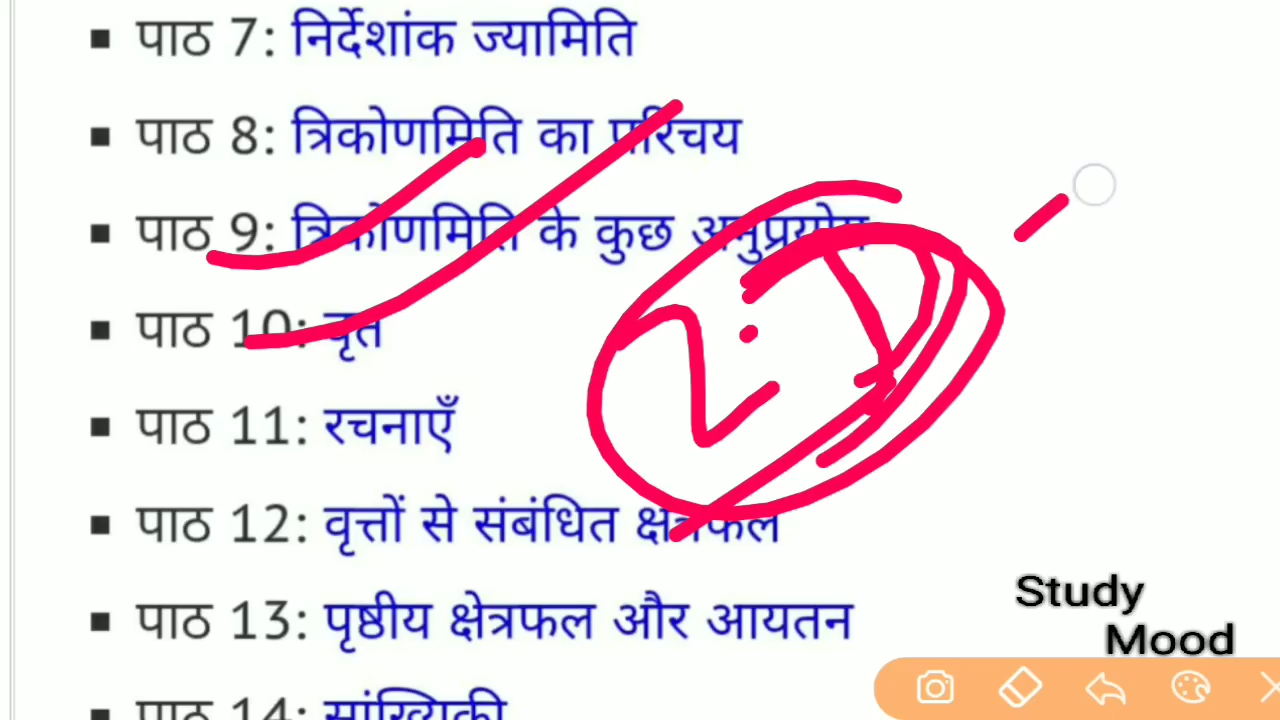 ▪ पाठ 7: निर्देशांक ज्यामिति
▪ पाठ 8: त्रिकोणमिति का परिचय
▪ पाठ 9: त्रिकोणमिति के कुछ अनुप्रयोग
▪ पाठ 10: वृत
▪ पाठ 11: रचनाएँ
▪ पाठ 12: वृत्तों से संबंधित क्षेत्रफल
▪ पाठ 13: पृष्ठीय क्षेत्रफल और आयतन
▪ पाठ 14: सांख्यिकी
Study
Mood